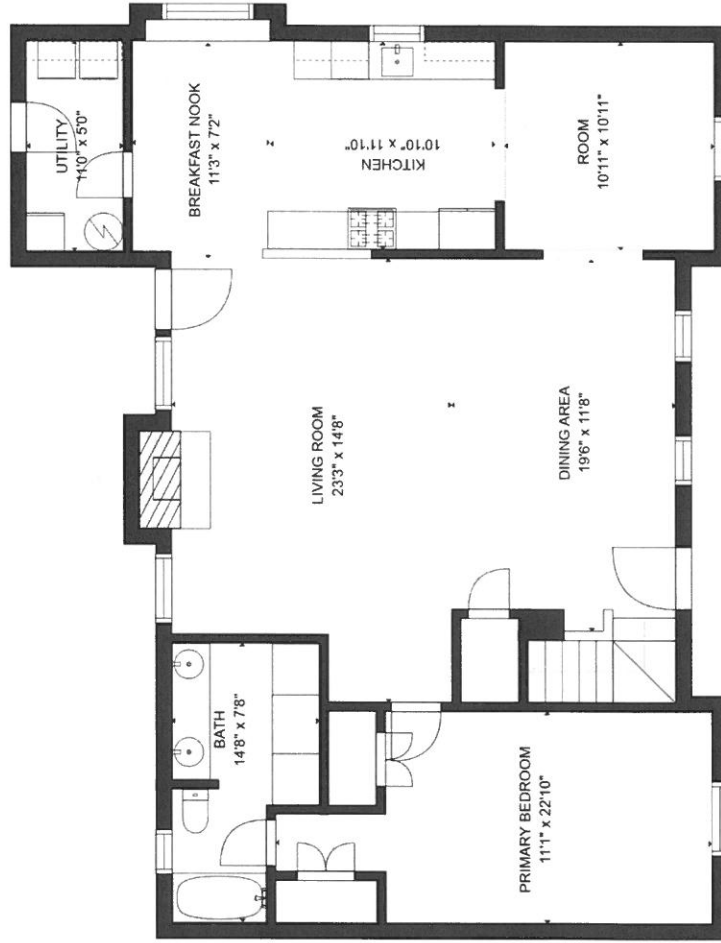 UTILITY
11'0" x 5'0"
BREAKFAST NOOK
11'3" x 7'2"
KITCHEN
10'10" x 11'10"
ROOM
10'11" x 10'11"
LIVING ROOM
23'3" x 14'8"
DINING AREA
19'6" x 11'8"
BATH
14'8" x 7'8"
PRIMARY BEDROOM
11'1" x 22'10"